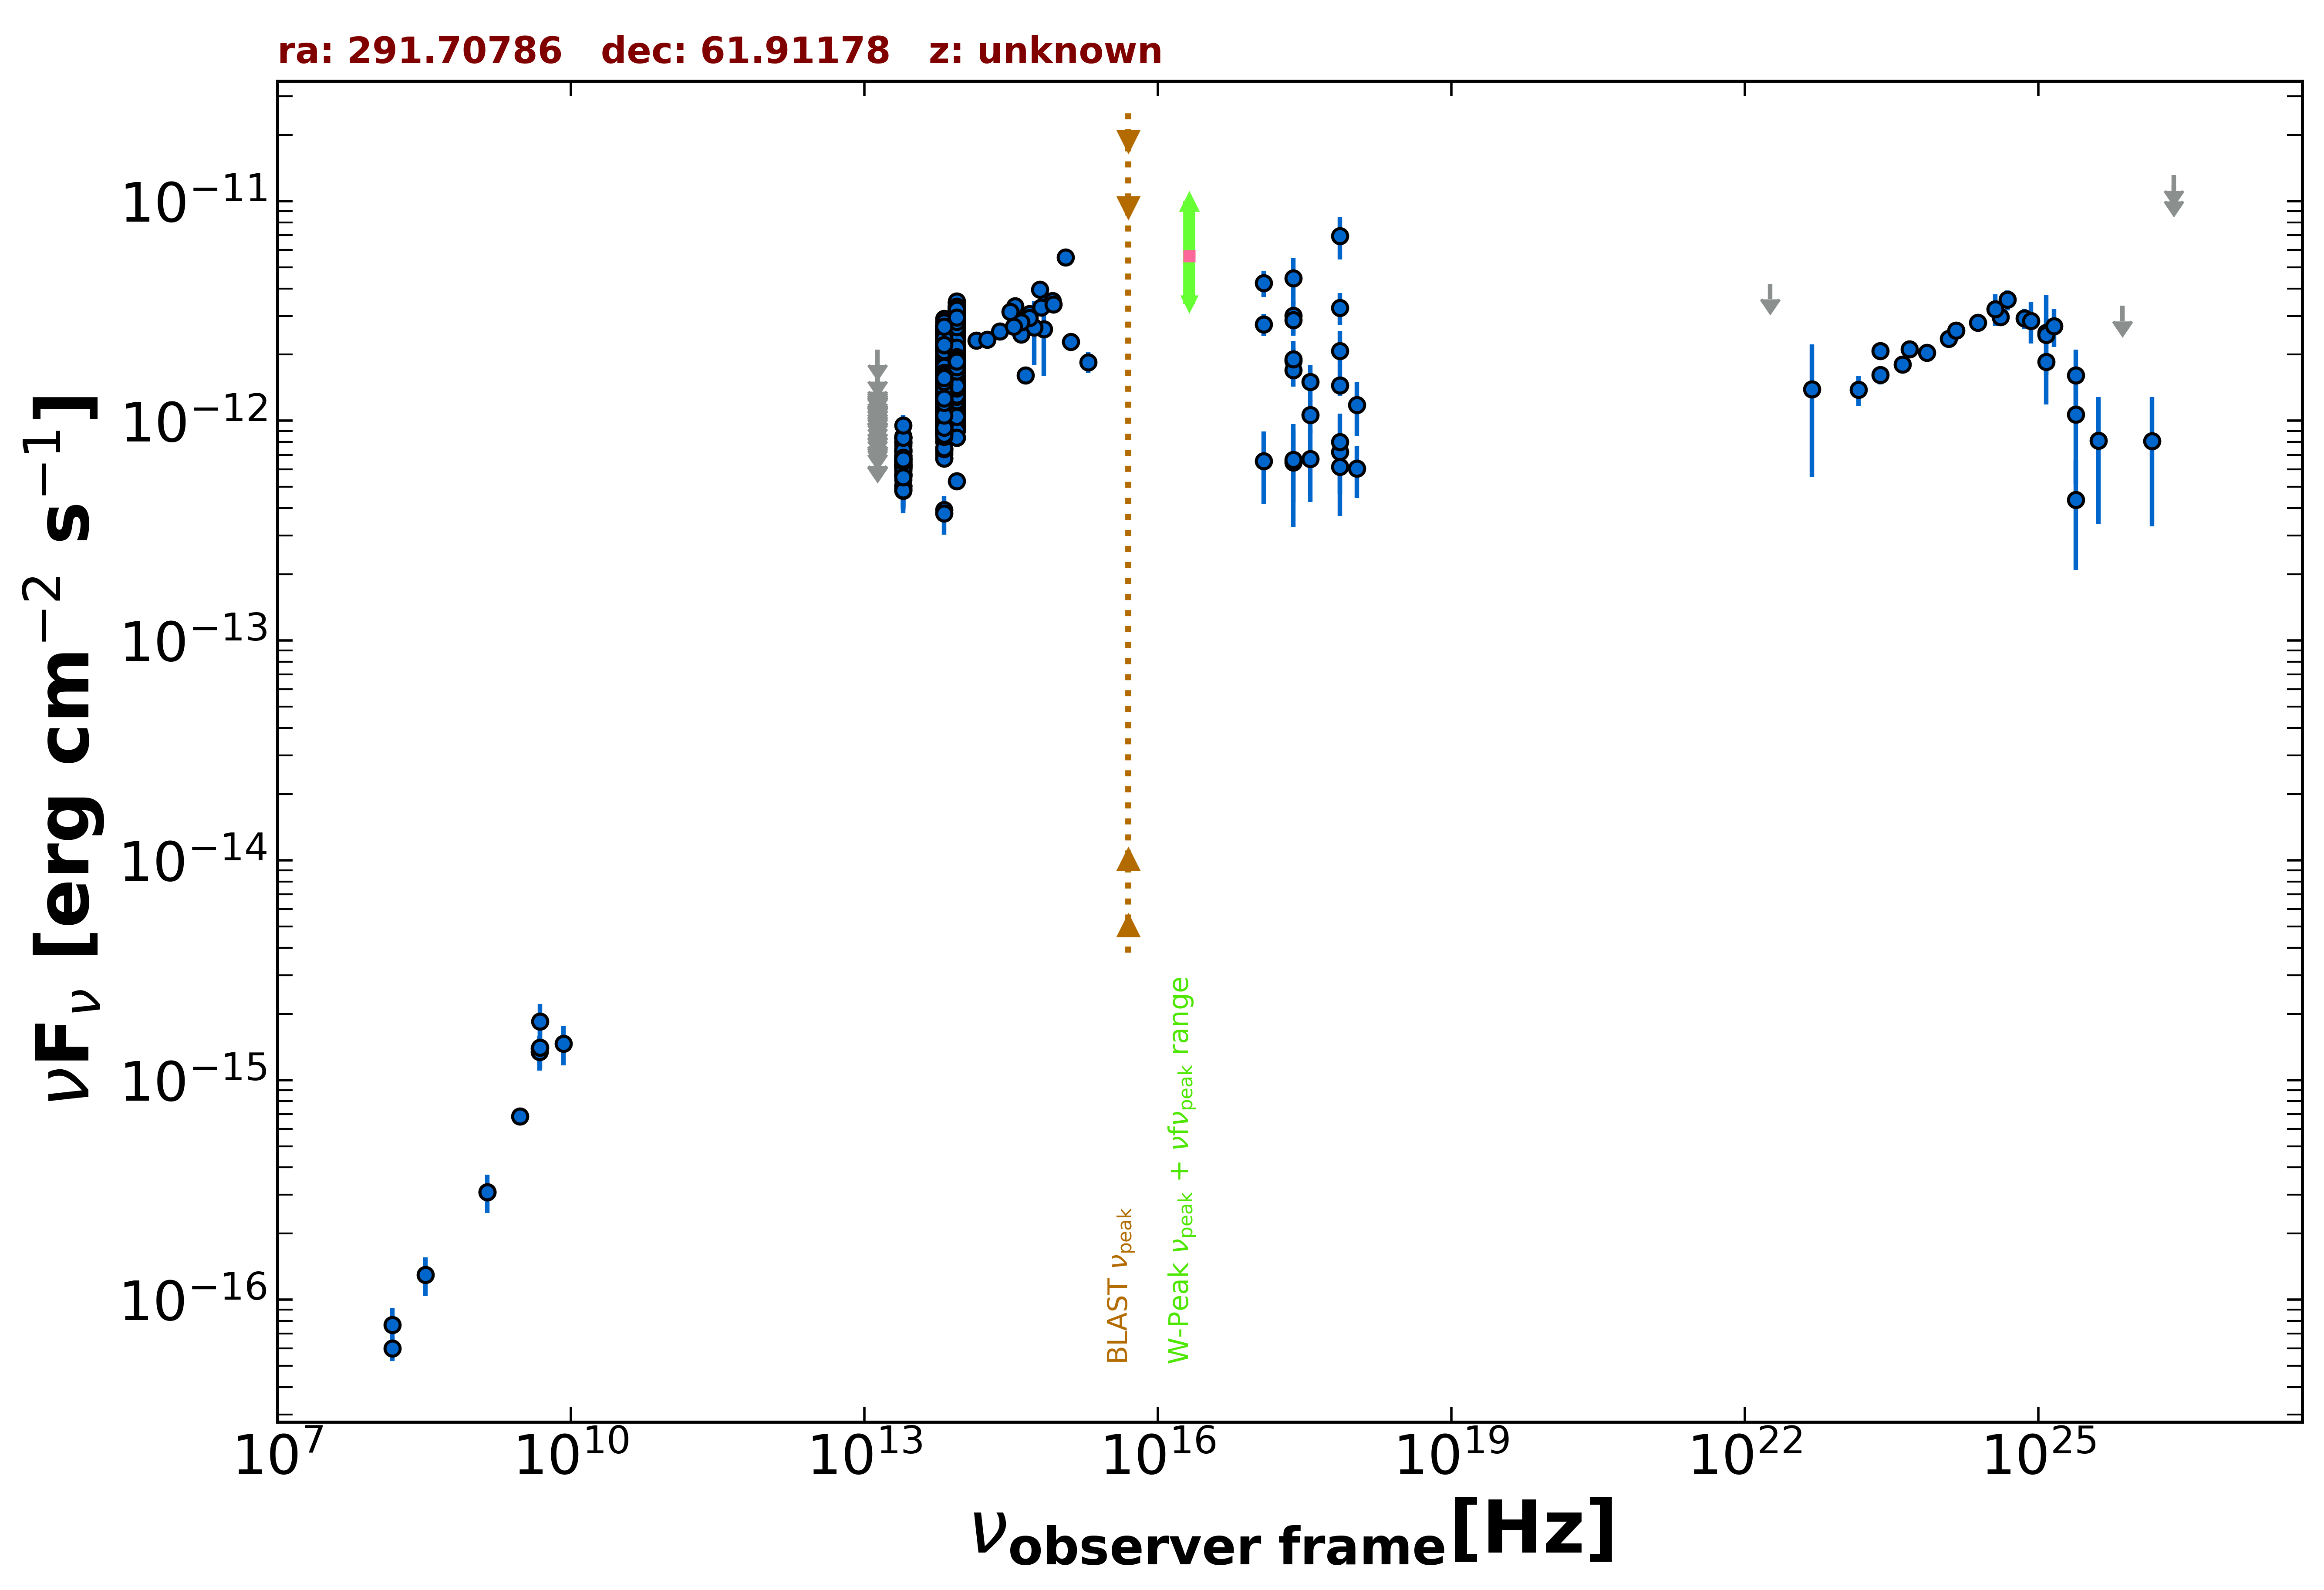 ra: 291.70786 dec: 61.91178 z: unknown
νFν [erg cm−2 s−1]
10−11
10−12
10−13
10−14
10−15
10−16
BLAST νpeak
W-Peak νpeak + νfνpeak range
107 1010 1013 1016 1019 1022 1025
νobserver frame[Hz]